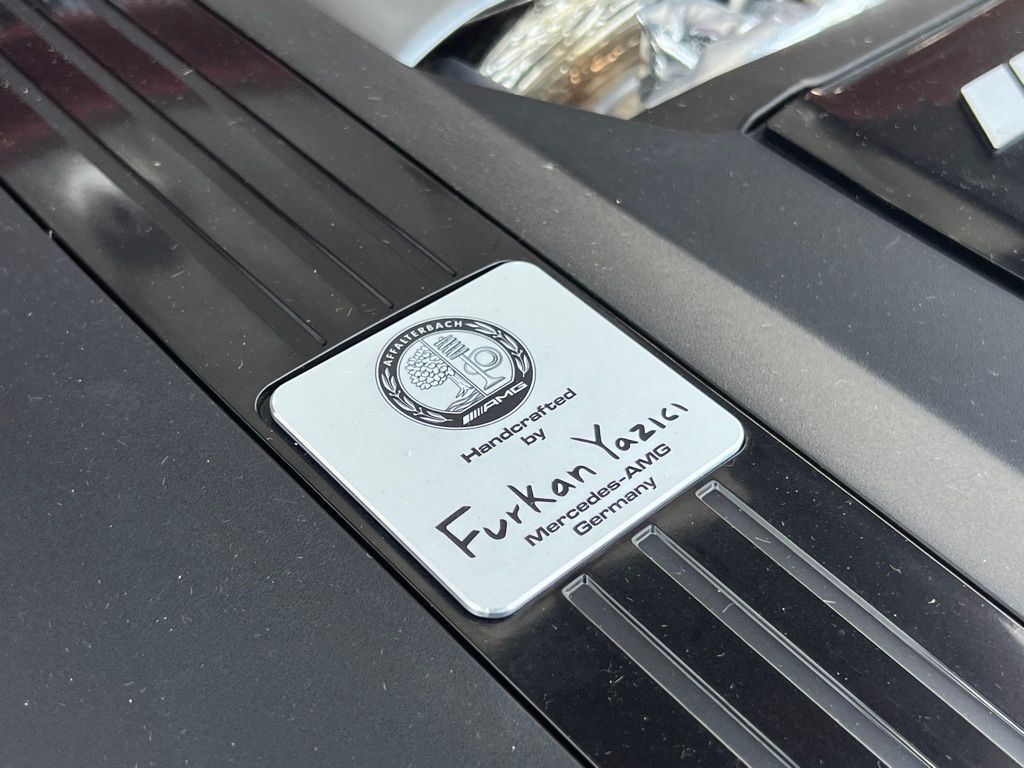 AFFALTERBACH
AMG
Handcrafted
by
Furkan Yazıcı
Mercedes-AMG
Germany